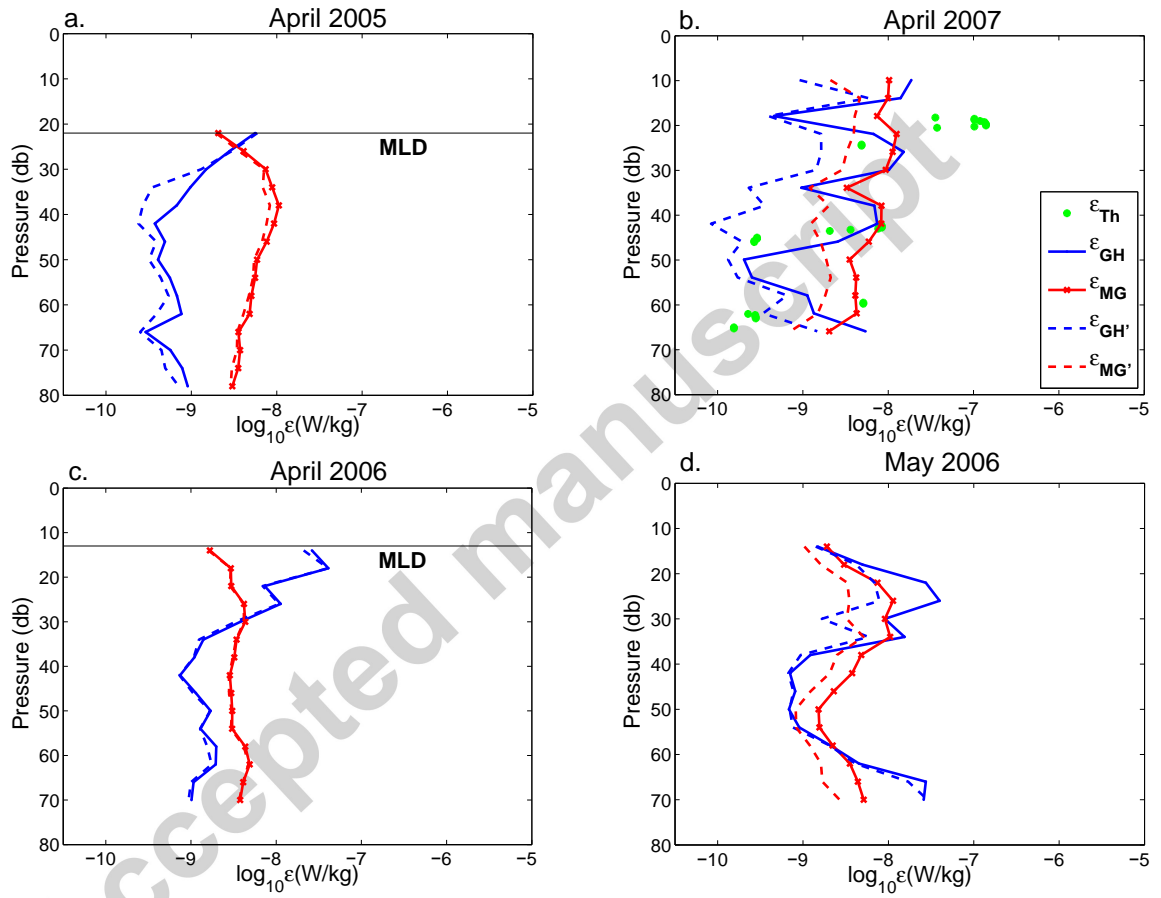 a.
April 2005
0
10
20
30
40
50
60
70
80
Pressure (db)
MLD
−10 −9 −8 −7 −6 −5
log10ε(W/kg)
b.
April 2007
0
10
20
30
40
50
60
70
80
Pressure (db)
εTh
εGH
εMG
εGH'
εMG'
−10 −9 −8 −7 −6 −5
log10ε(W/kg)
c.
April 2006
0
10
20
30
40
50
60
70
80
Pressure (db)
MLD
−10 −9 −8 −7 −6 −5
log10ε(W/kg)
d.
May 2006
0
10
20
30
40
50
60
70
80
Pressure (db)
−10 −9 −8 −7 −6 −5
log10ε(W/kg)
ccepted manuscript